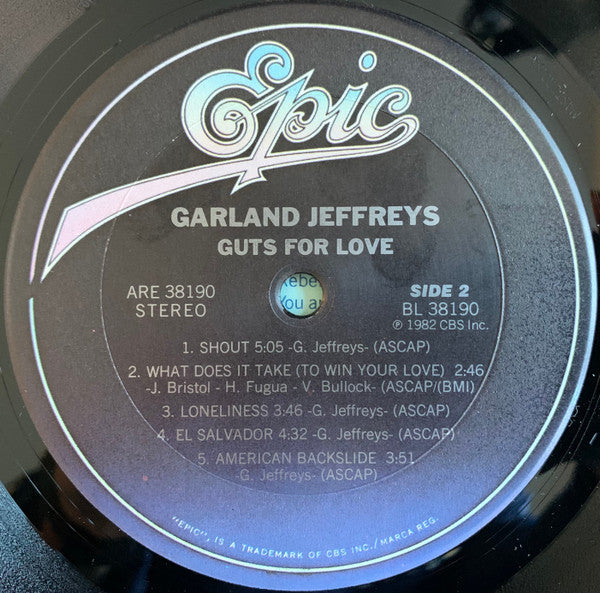 Epic
GARLAND JEFFREYS
GUTS FOR LOVE
ARE 38190
STEREO
SIDE 2
BL 38190
℗ 1982 CBS Inc.
1. SHOUT 5:05 -G. Jeffreys- (ASCAP)
2. WHAT DOES IT TAKE (TO WIN YOUR LOVE) 2:46
-J. Bristol - H. Fugua - V. Bullock- (ASCAP/(BMI)
3. LONELINESS 3:46 -G. Jeffreys- (ASCAP)
4. EL SALVADOR 4:32 -G. Jeffreys- (ASCAP)
5. AMERICAN BACKSLIDE 3:51
-G. Jeffreys- (ASCAP)
"EPIC", IS A TRADEMARK OF CBS INC./MARCA REG.